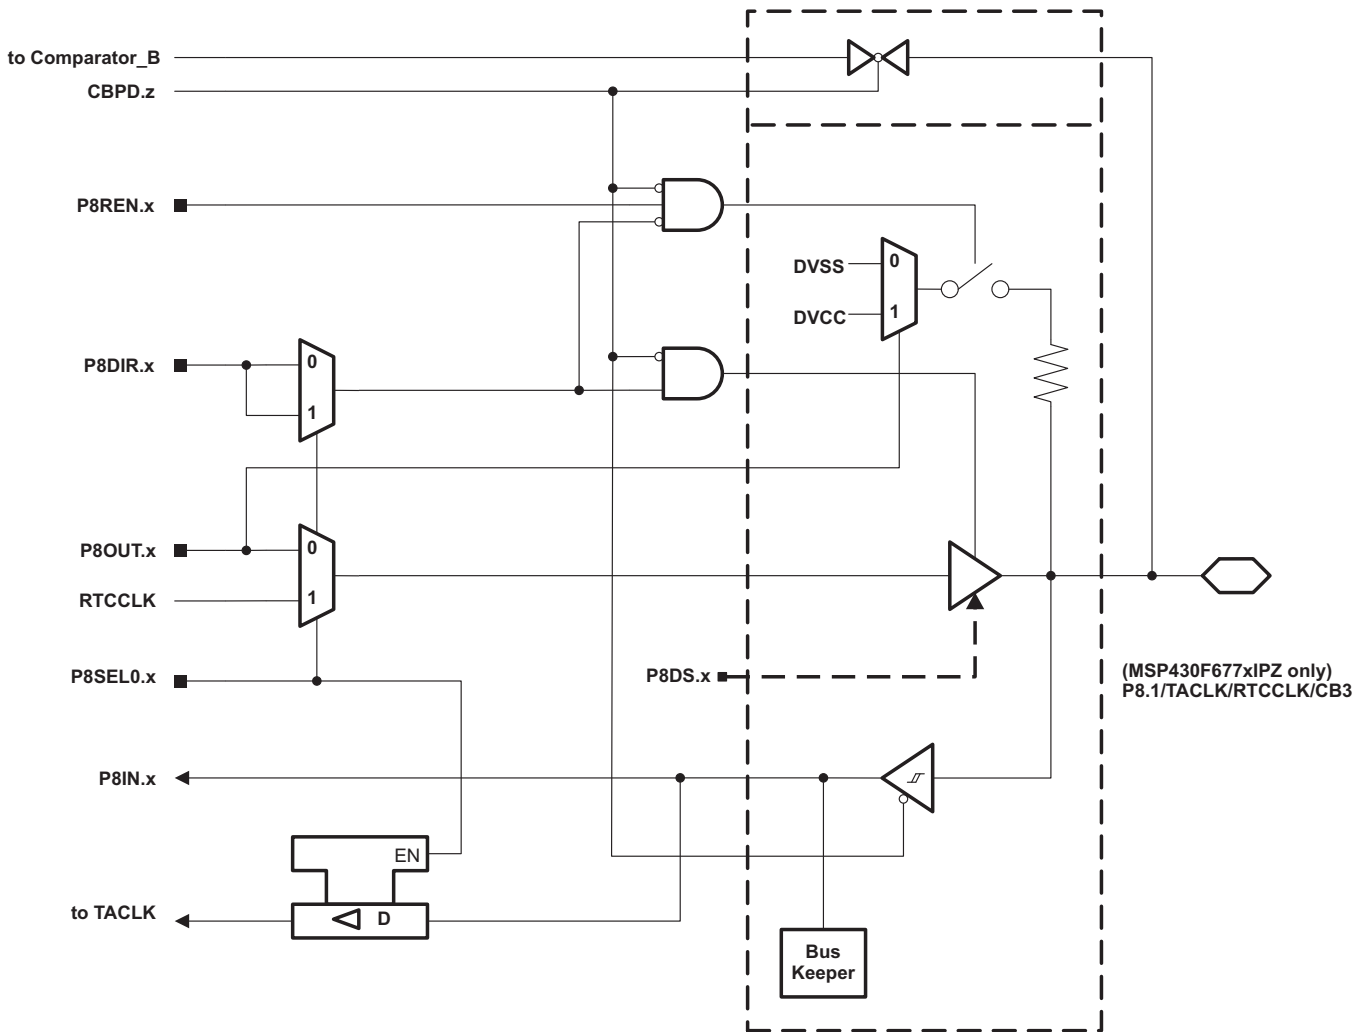 to Comparator_B
CBPD.z
P8REN.x
DVSS
0
DVCC
1
P8DIR.x
0
1
P8OUT.x
0
RTCCLK
1
P8SEL0.x
P8DS.x
(MSP430F677xIPZ only)
P8.1/TACLK/RTCCLK/CB3
P8IN.x
EN
to TACLK
D
Bus
Keeper